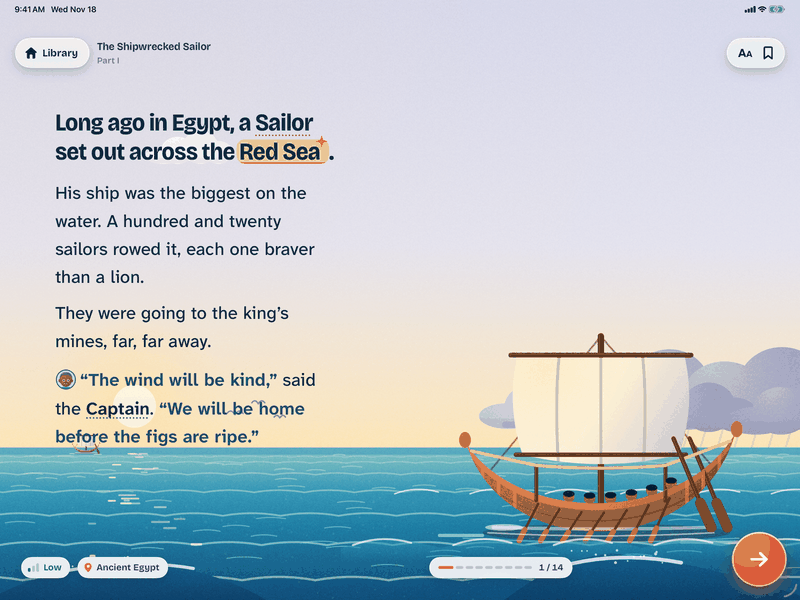 9:41 AM Wed Nov 18
Library
The Shipwrecked Sailor
Part I
AA
Long ago in Egypt, a Sailor
set out across the Red Sea.
His ship was the biggest on the
water. A hundred and twenty
sailors rowed it, each one braver
than a lion.
They were going to the king’s
mines, far, far away.
“The wind will be kind,” said
the Captain. “We will be home
before the figs are ripe.”
Low
Ancient Egypt
1 / 14